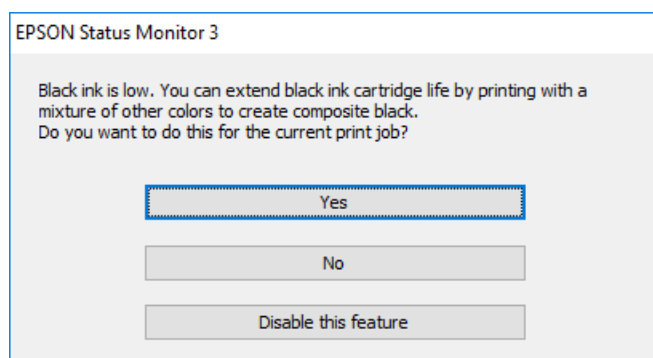 EPSON Status Monitor 3
Black ink is low. You can extend black ink cartridge life by printing with a
mixture of other colors to create composite black.
Do you want to do this for the current print job?
Yes
No
Disable this feature